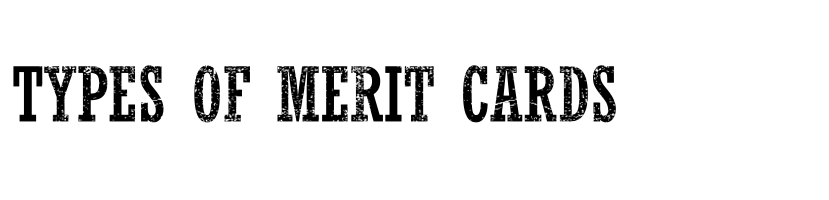 TYPES OF MERIT CARDS